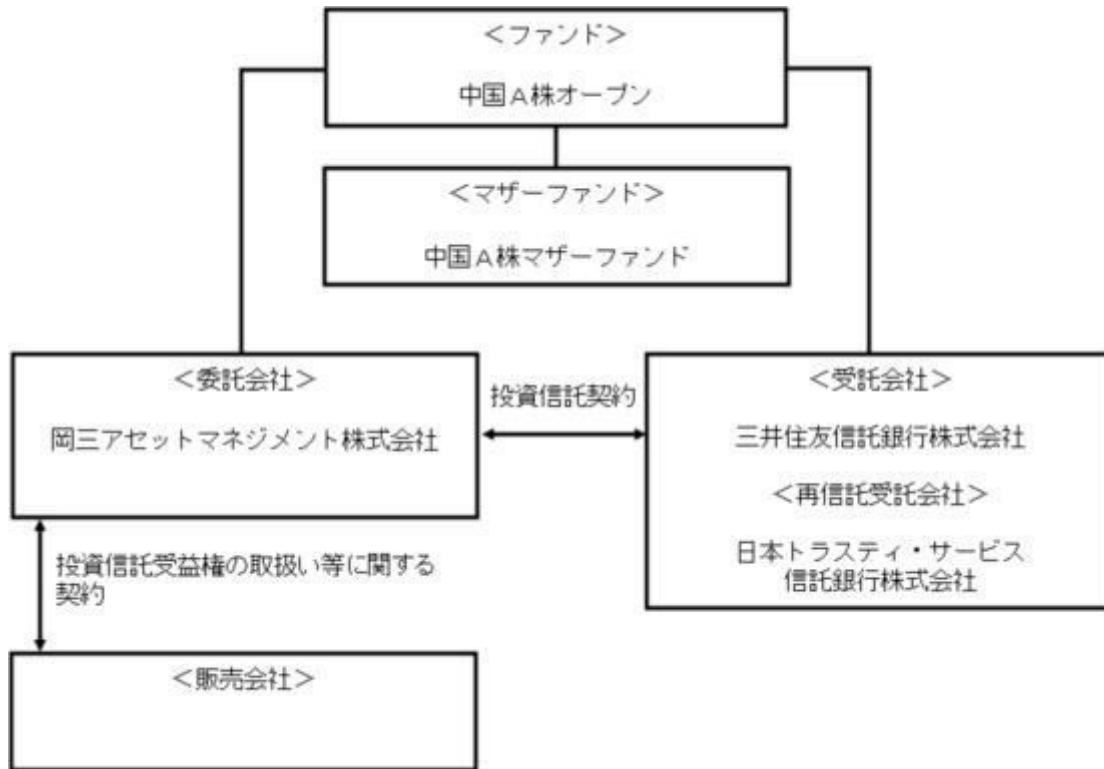 ＜ファンド＞
中国Ａ株オープン
＜マザーファンド＞
中国Ａ株マザーファンド
＜委託会社＞
岡三アセットマネジメント株式会社
投資信託契約
＜受託会社＞
三井住友信託銀行株式会社
＜再信託受託会社＞
日本トラスティ・サービス
信託銀行株式会社
投資信託受益権の取扱い等に関する
契約
＜販売会社＞